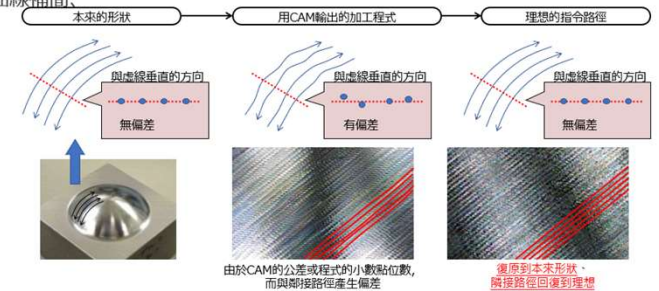 本來的形狀
用CAM輸出的加工程式
理想的指令路徑
與虛線垂直的方向
無偏差
與虛線垂直的方向
有偏差
與虛線垂直的方向
無偏差
由於CAM的公差或程式的小數點位數,
而與鄰接路徑產生偏差
復原到本來形狀、
隣接路徑回復到理想